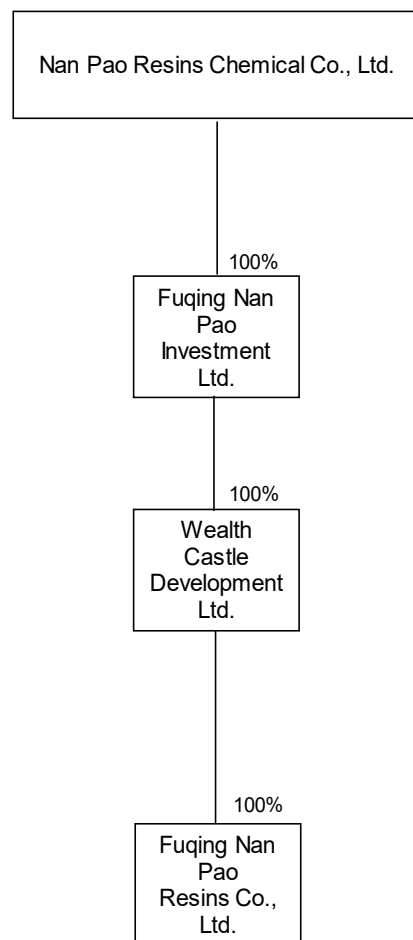 Nan Pao Resins Chemical Co., Ltd.
100%
Fuqing Nan
Pao
Investment
Ltd.
100%
Wealth
Castle
Development
Ltd.
100%
Fuqing Nan
Pao
Resins Co.,
Ltd.